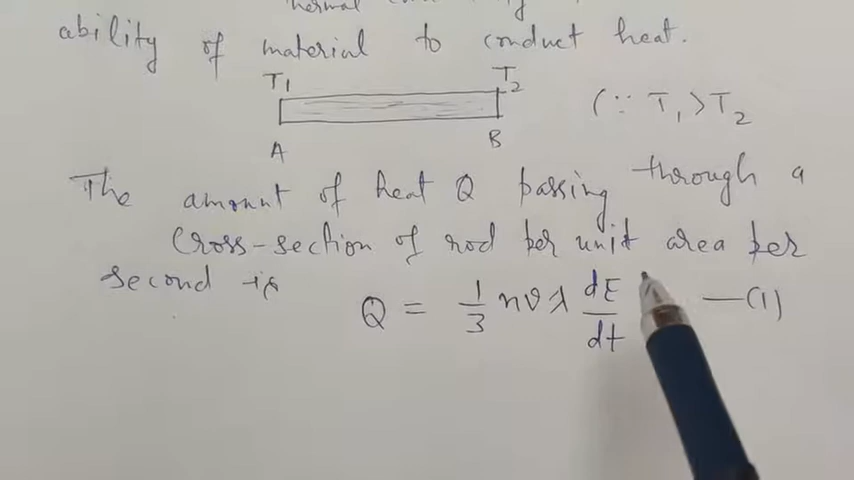 ability of material to conduct heat.
T1 T2
(∵ T1 > T2
A B
The amount of heat Q passing through a
cross-section of rod per unit area per
second is
Q = 1/3 nvλ dE/dt —(1)